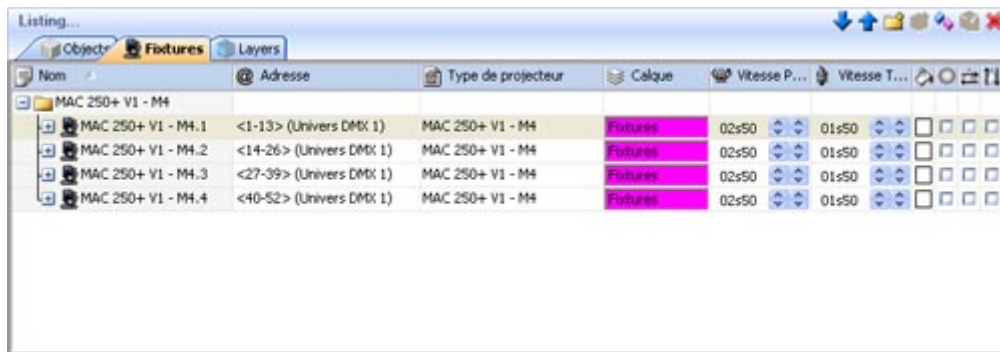 Listing...
Objects Fixtures Layers
Nom @ Adresse Type de projecteur Calque Vitesse P... Vitesse T...
MAC 250+ V1 - M4
MAC 250+ V1 - M4.1 <1-13> (Univers DMX 1) MAC 250+ V1 - M4 Fixtures 02s50 01s50
MAC 250+ V1 - M4.2 <14-26> (Univers DMX 1) MAC 250+ V1 - M4 Fixtures 02s50 01s50
MAC 250+ V1 - M4.3 <27-39> (Univers DMX 1) MAC 250+ V1 - M4 Fixtures 02s50 01s50
MAC 250+ V1 - M4.4 <40-52> (Univers DMX 1) MAC 250+ V1 - M4 Fixtures 02s50 01s50